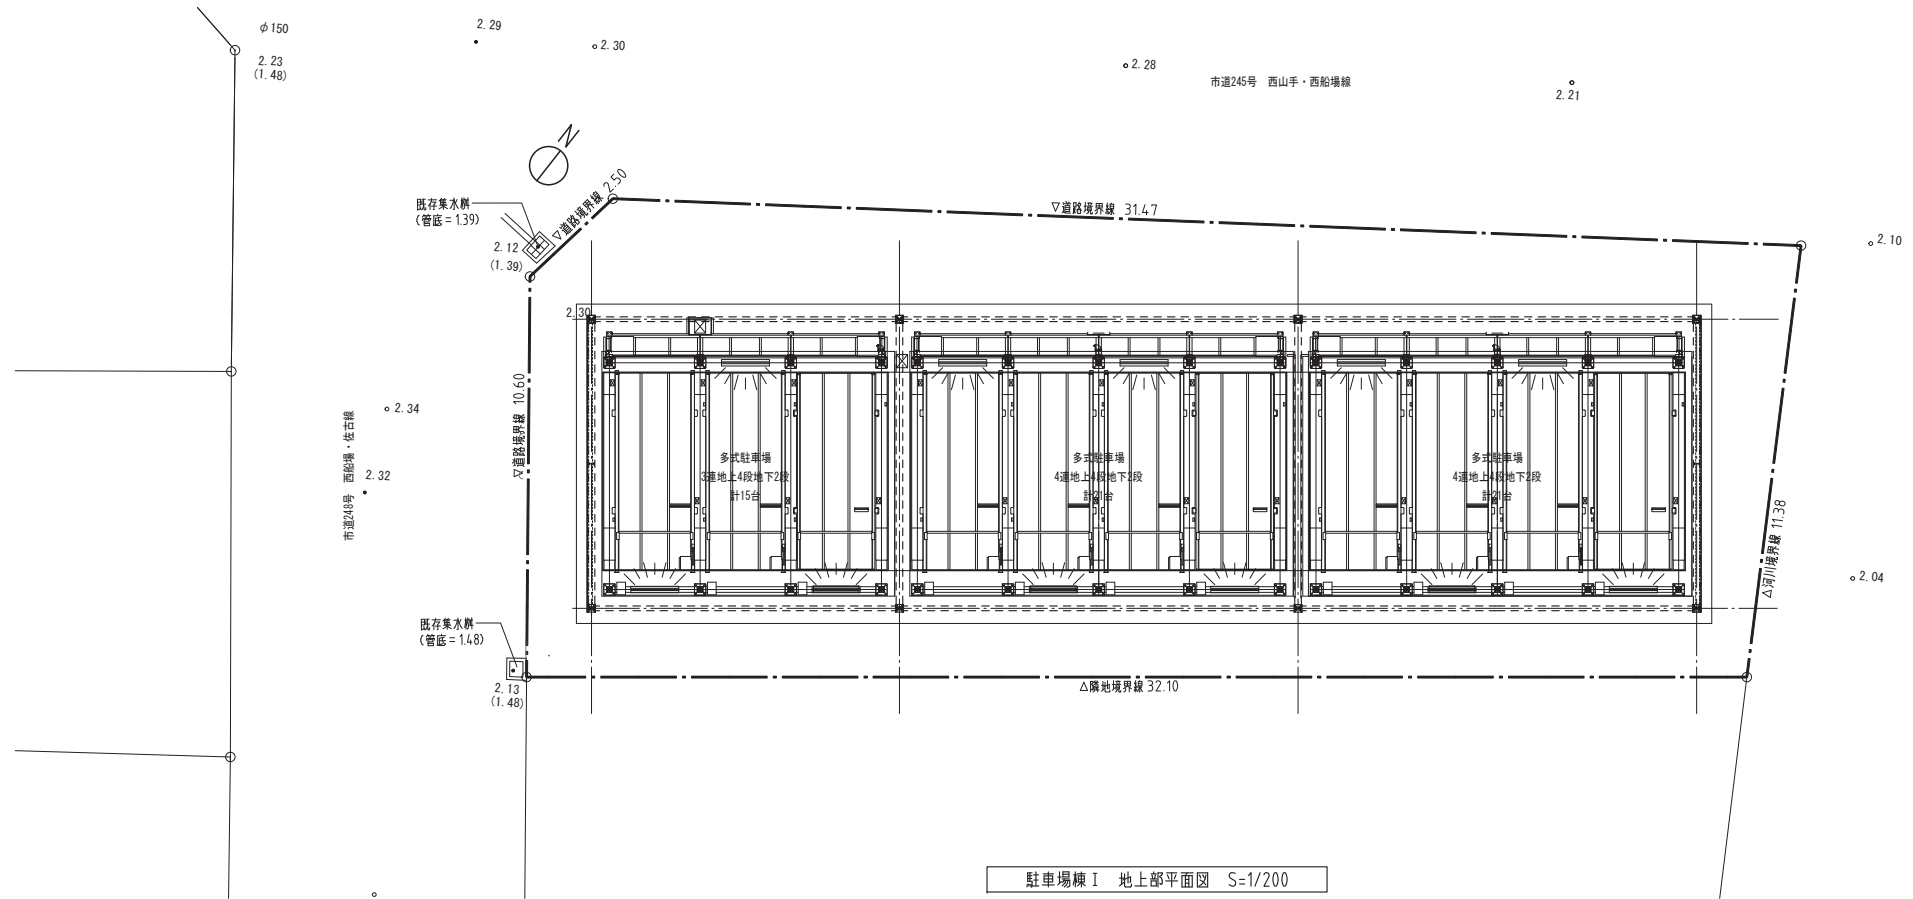 φ150
2.23
(1.48)
2.29
2.30
2.28
市道245号　西山手・西船場線
2.21
N
既存集水桝
(管底＝1.39)
▽道路境界線 2.50
▽道路境界線 31.47
2.12
(1.39)
2.10
2.30
▽道路境界線 10.60
2.34
市道248号　西船場・佐古線
2.32
多式駐車場
3連地上4段地下2段
計15台
多式駐車場
4連地上4段地下2段
計21台
多式駐車場
4連地上4段地下2段
計21台
△河川境界線 11.38
2.04
既存集水桝
(管底＝1.48)
2.13
(1.48)
△隣地境界線 32.10
駐車場棟Ⅰ　地上部平面図　S=1/200